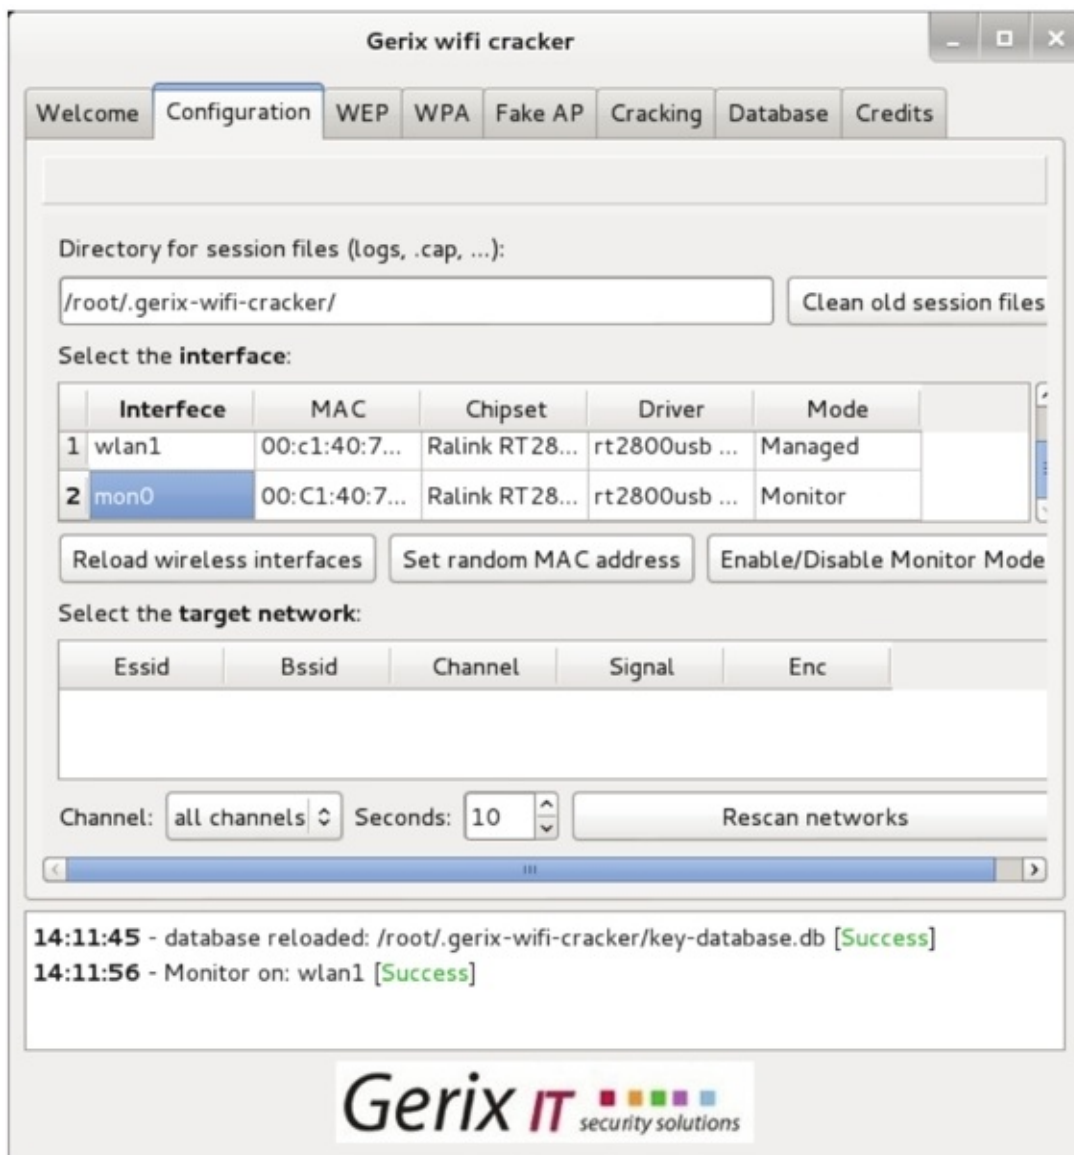 Gerix wifi cracker
Welcome Configuration WEP WPA Fake AP Cracking Database Credits
Directory for session files (logs, .cap, ...):
/root/.gerix-wifi-cracker/ Clean old session files
Select the interface:
Interfece MAC Chipset Driver Mode
1 wlan1 00:c1:40:7... Ralink RT28... rt2800usb ... Managed
2 mon0 00:C1:40:7... Ralink RT28... rt2800usb ... Monitor
Reload wireless interfaces Set random MAC address Enable/Disable Monitor Mode
Select the target network:
Essid Bssid Channel Signal Enc
Channel: all channels Seconds: 10 Rescan networks
14:11:45 - database reloaded: /root/.gerix-wifi-cracker/key-database.db [Success]
14:11:56 - Monitor on: wlan1 [Success]
Gerix IT security solutions